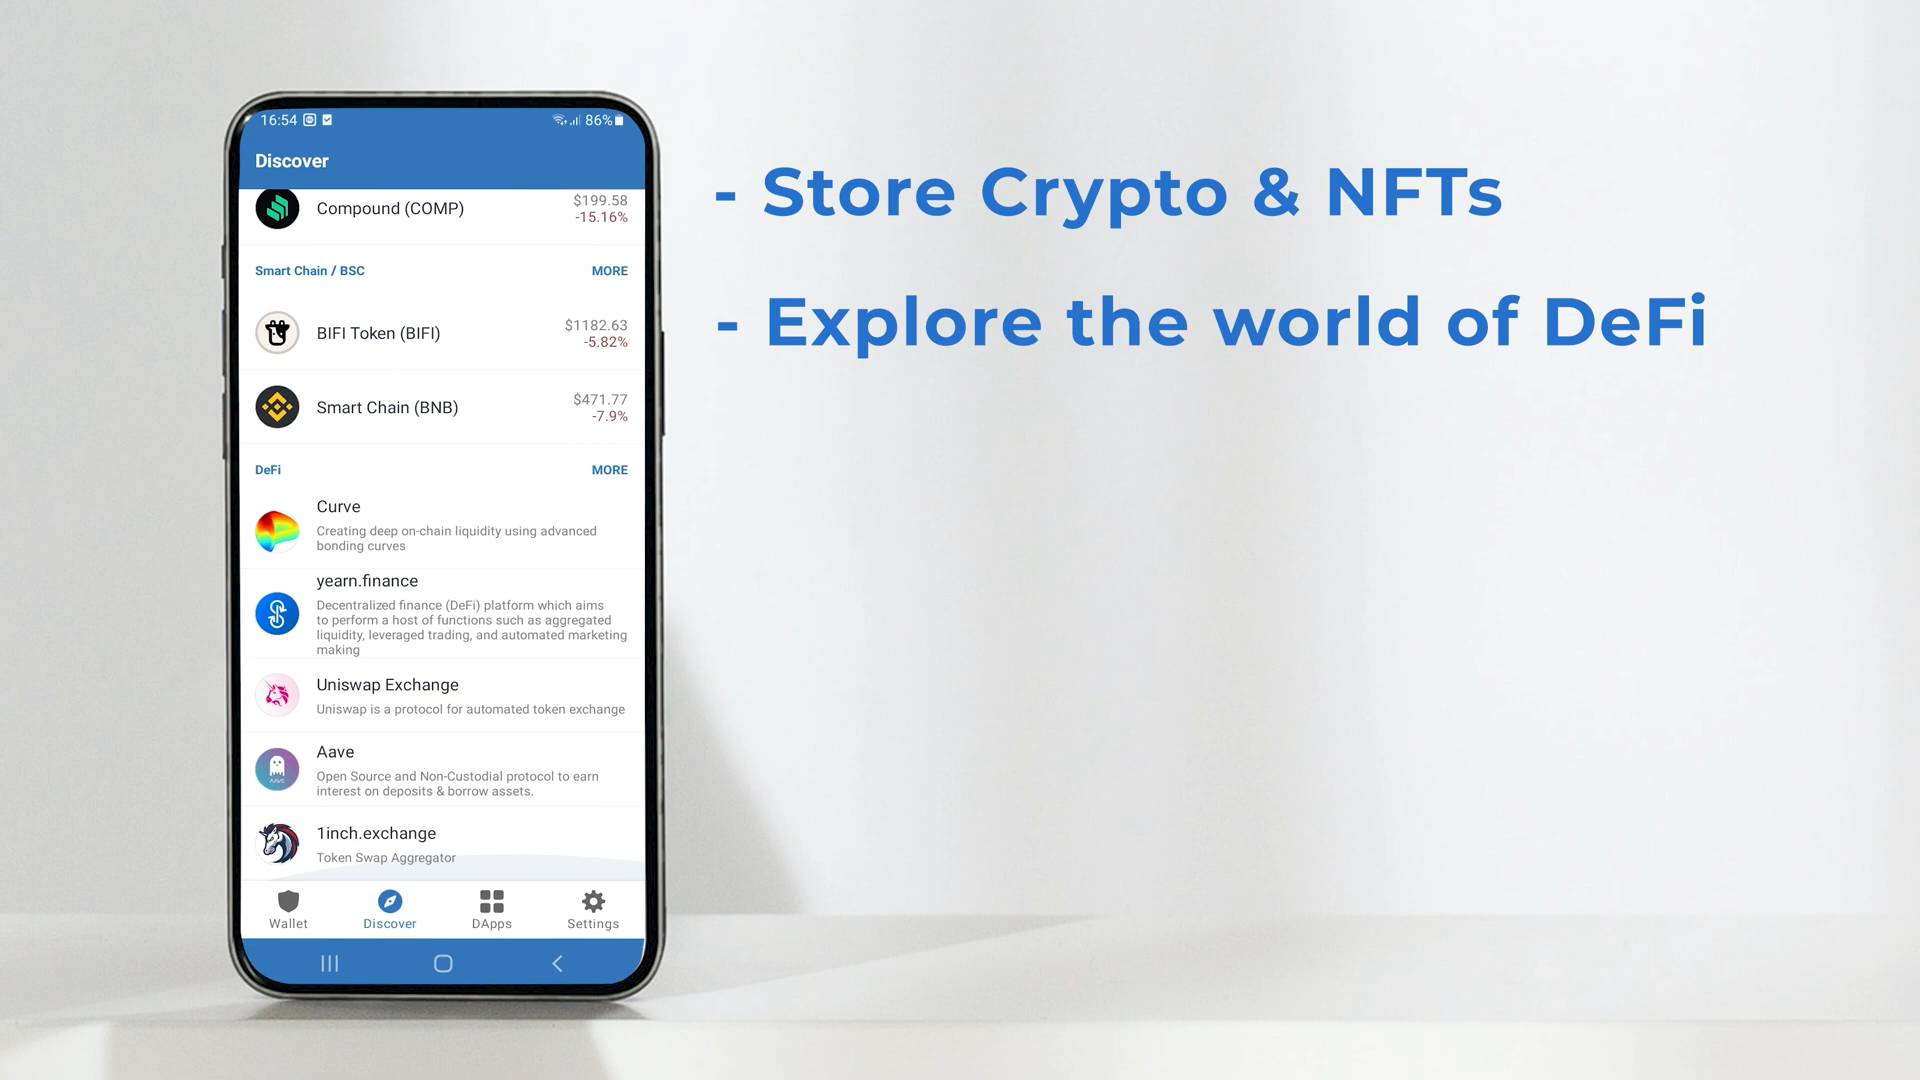 16:54
86%
Discover
Compound (COMP)
$199.58
-15.16%
Smart Chain / BSC
MORE
BIFI Token (BIFI)
$1182.63
-5.82%
Smart Chain (BNB)
$471.77
-7.9%
DeFi
MORE
Curve
Creating deep on-chain liquidity using advanced
bonding curves
yearn.finance
Decentralized finance (DeFi) platform which aims
to perform a host of functions such as aggregated
liquidity, leveraged trading, and automated marketing
making
Uniswap Exchange
Uniswap is a protocol for automated token exchange
Aave
AAVE
Open Source and Non-Custodial protocol to earn
interest on deposits & borrow assets.
1inch.exchange
Token Swap Aggregator
Wallet
Discover
DApps
Settings
- Store Crypto & NFTs
- Explore the world of DeFi